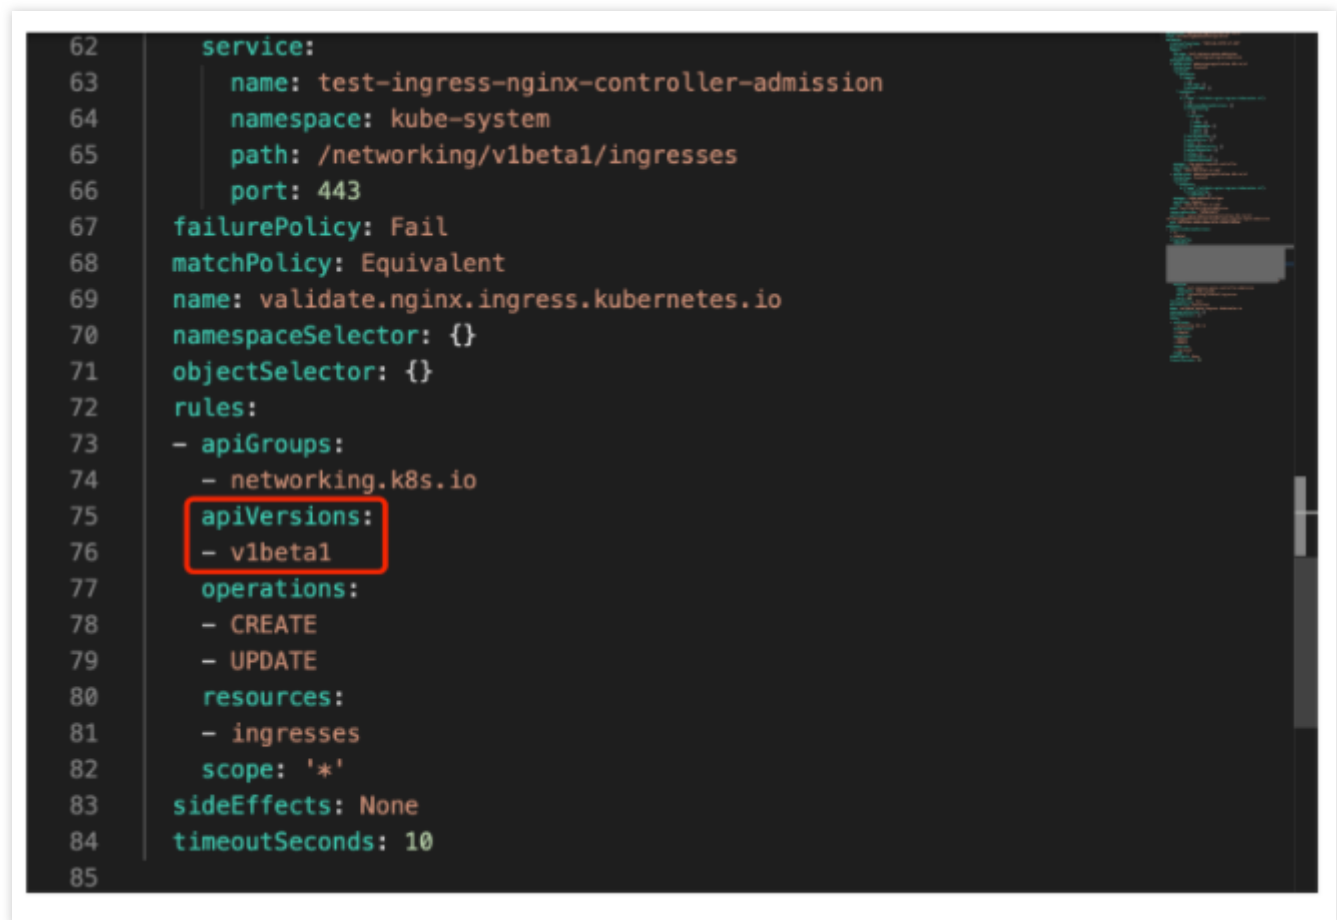 62 service:
63 name: test-ingress-nginx-controller-admission
64 namespace: kube-system
65 path: /networking/v1beta1/ingresses
66 port: 443
67 failurePolicy: Fail
68 matchPolicy: Equivalent
69 name: validate.nginx.ingress.kubernetes.io
70 namespaceSelector: {}
71 objectSelector: {}
72 rules:
73 - apiGroups:
74 - networking.k8s.io
75 apiVersions:
76 - v1beta1
77 operations:
78 - CREATE
79 - UPDATE
80 resources:
81 - ingresses
82 scope: '*'
83 sideEffects: None
84 timeoutSeconds: 10
85